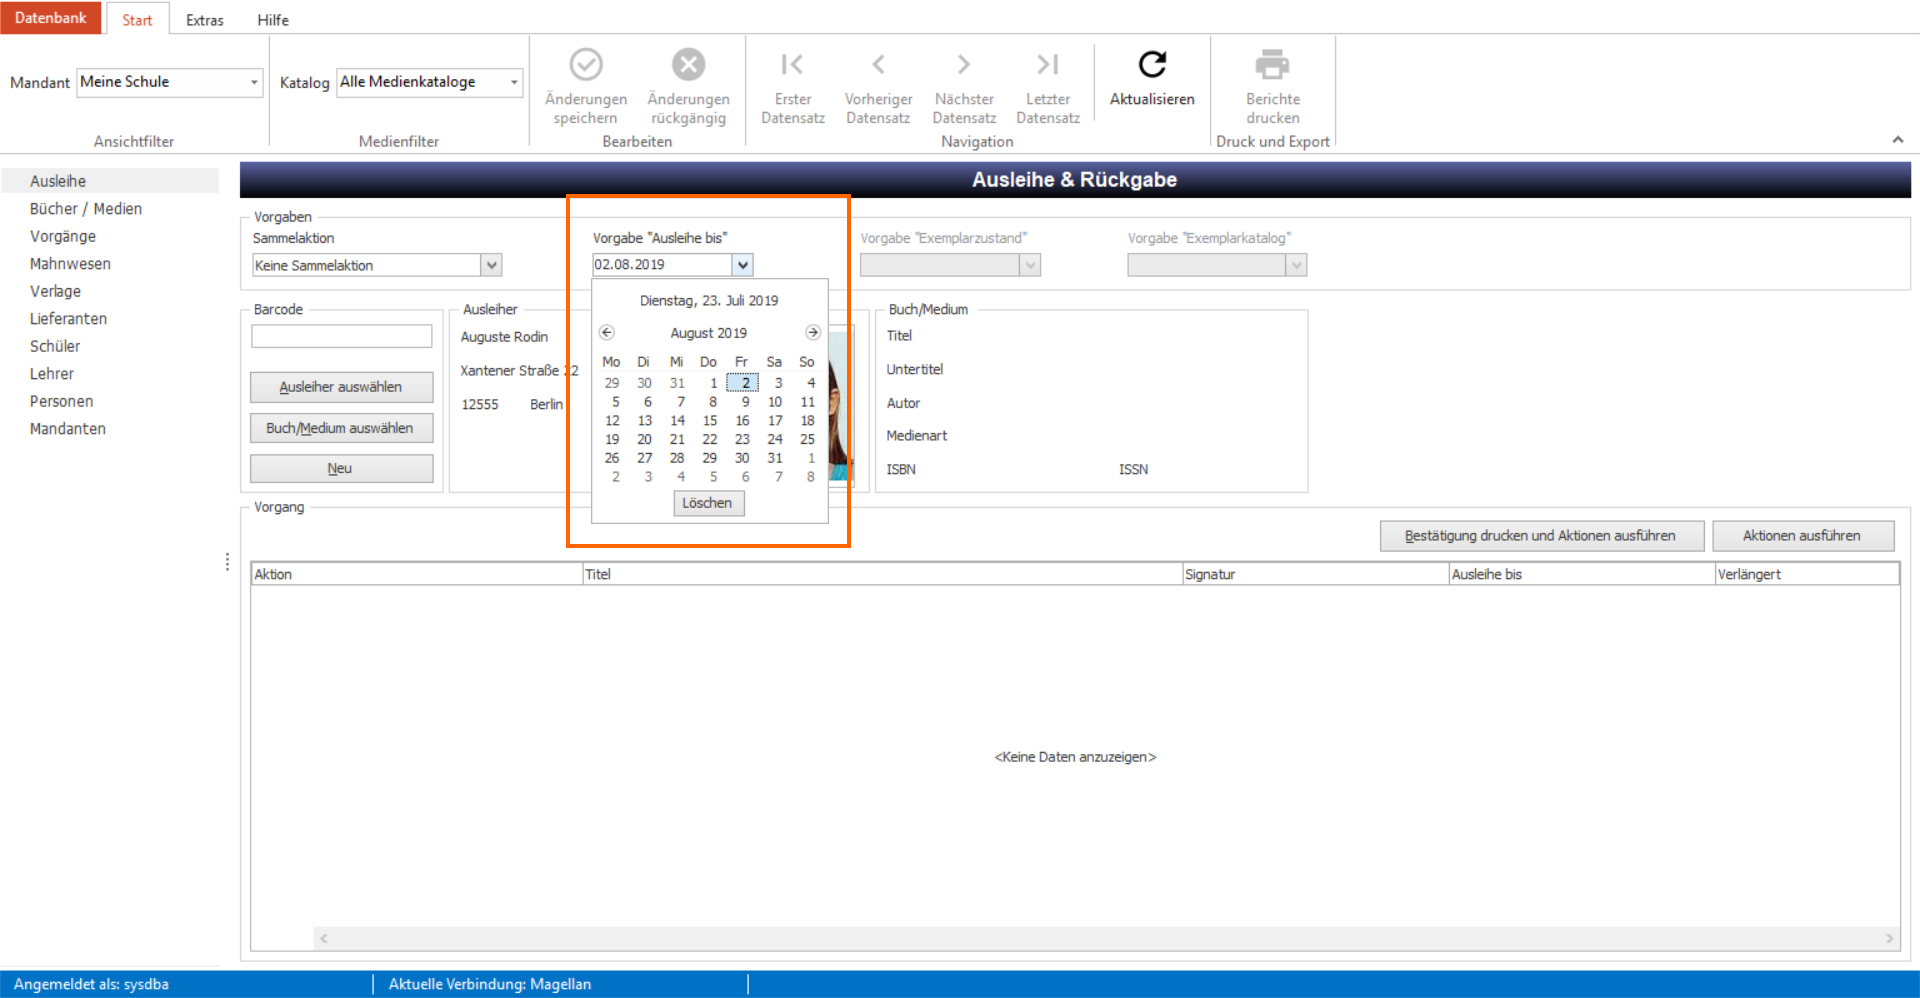 Datenbank Start Extras Hilfe
Mandant Meine Schule Katalog Alle Medienkataloge
Änderungen speichern
Änderungen rückgängig
Erster Datensatz
Vorheriger Datensatz
Nächster Datensatz
Letzter Datensatz
Aktualisieren
Berichte drucken
Ansichtfilter Medienfilter Bearbeiten Navigation Druck und Export
Ausleihe
Bücher / Medien
Vorgänge
Mahnwesen
Verlage
Lieferanten
Schüler
Lehrer
Personen
Mandanten
Ausleihe & Rückgabe
Vorgaben
Sammelaktion Vorgabe "Ausleihe bis" Vorgabe "Exemplarzustand" Vorgabe "Exemplarkatalog"
Keine Sammelaktion 02.08.2019
Dienstag, 23. Juli 2019
August 2019
Mo Di Mi Do Fr Sa So
29 30 31 1 2 3 4
5 6 7 8 9 10 11
12 13 14 15 16 17 18
19 20 21 22 23 24 25
26 27 28 29 30 31 1
2 3 4 5 6 7 8
Löschen
Barcode
Ausleiher auswählen
Buch/Medium auswählen
Neu
Ausleiher
Auguste Rodin
Xantener Straße 22
12555 Berlin
Buch/Medium
Titel
Untertitel
Autor
Medienart
ISBN ISSN
Vorgang
Bestätigung drucken und Aktionen ausführen Aktionen ausführen
Aktion Titel Signatur Ausleihe bis Verlängert
<Keine Daten anzuzeigen>
Angemeldet als: sysdba Aktuelle Verbindung: Magellan